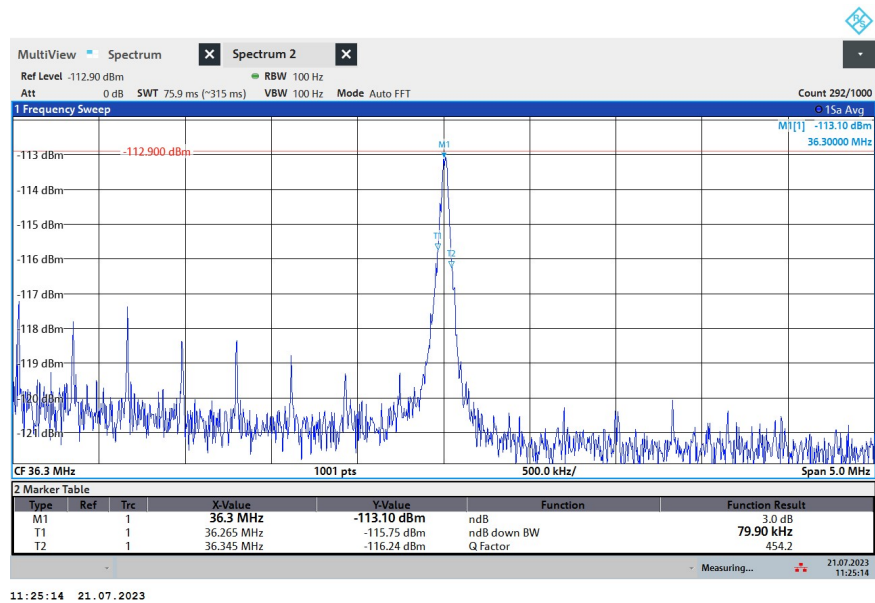 R&S
MultiView Spectrum Spectrum 2
Ref Level -112.90 dBm RBW 100 Hz
Att 0 dB SWT 75.9 ms (~315 ms) VBW 100 Hz Mode Auto FFT Count 292/1000
1 Frequency Sweep 1Sa Avg
M1[1] -113.10 dBm
36.30000 MHz
M1
-112.900 dBm
-113 dBm
-114 dBm
-115 dBm
T1
T2
-116 dBm
-117 dBm
-118 dBm
-119 dBm
-120 dBm
-121 dBm
CF 36.3 MHz 1001 pts 500.0 kHz/ Span 5.0 MHz
2 Marker Table
Type Ref Trc X-Value Y-Value Function Function Result
M1 1 36.3 MHz -113.10 dBm ndB 3.0 dB
T1 1 36.265 MHz -115.75 dBm ndB down BW 79.90 kHz
T2 1 36.345 MHz -116.24 dBm Q Factor 454.2
Measuring... 21.07.2023
11:25:14
11:25:14 21.07.2023